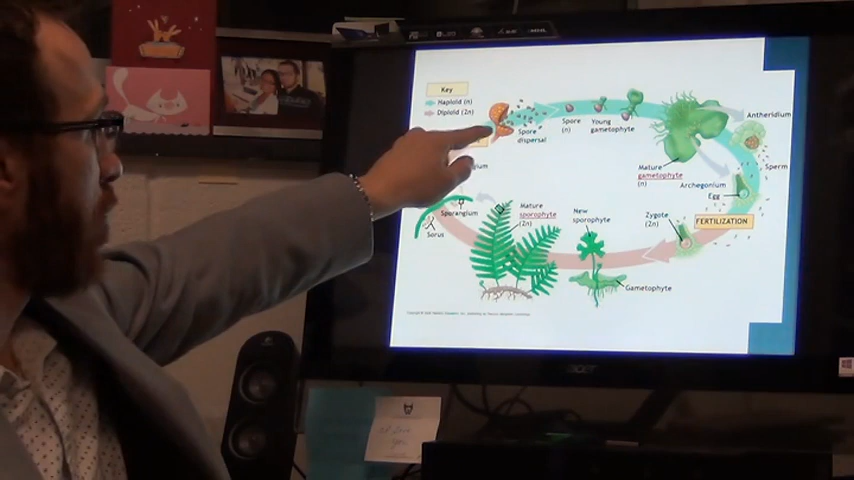 Key
Haploid (n)
Diploid (2n)
Spore
dispersal
Spore
(n)
Young
gametophyte
Antheridium
Mature
gametophyte
(n)
Sperm
Archegonium
Egg
Sporangium
Sorus
Mature
sporophyte
(2n)
New
sporophyte
Zygote
(2n)
FERTILIZATION
Gametophyte
acer